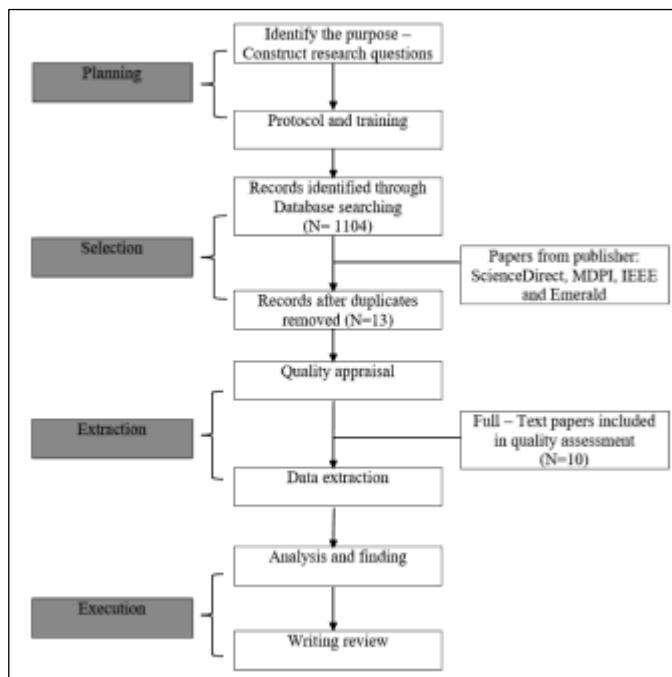 Identify the purpose –
Construct research questions
Planning
Protocol and training
Records identified through
Database searching
(N= 1104)
Selection
Papers from publisher:
ScienceDirect, MDPI, IEEE
and Emerald
Records after duplicates
removed (N=13)
Quality appraisal
Extraction
Full – Text papers included
in quality assessment
(N=10)
Data extraction
Analysis and finding
Execution
Writing review